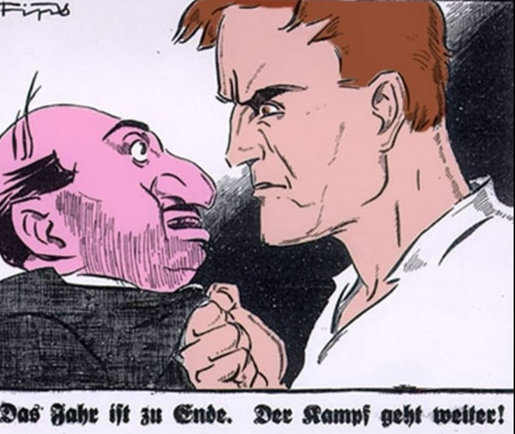 Fips
Das Jahr ist zu Ende. Der Kampf geht weiter!